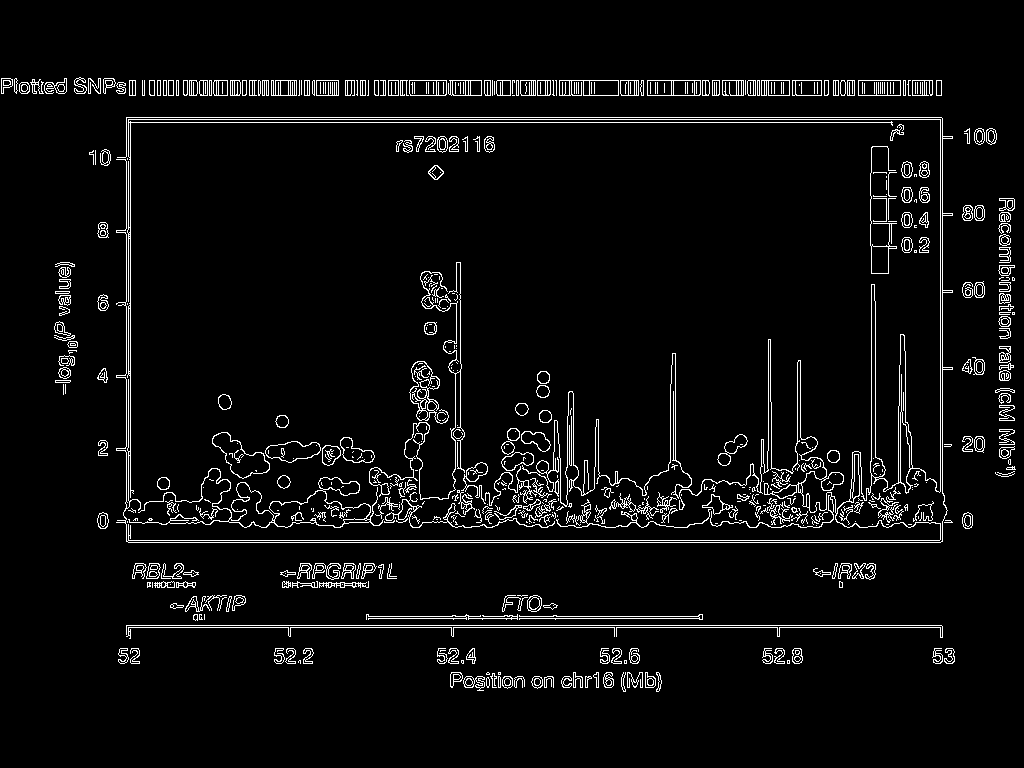 Plotted SNPs
rs7202116
r²
10
8
6
4
2
0
–log₁₀(P value)
100
80
60
40
20
0
Recombination rate (cM Mb⁻¹)
0.8
0.6
0.4
0.2
RBL2→
←RPGRIP1L
←IRX3
←AKTIP
FTO→
52
52.2
52.4
52.6
52.8
53
Position on chr16 (Mb)